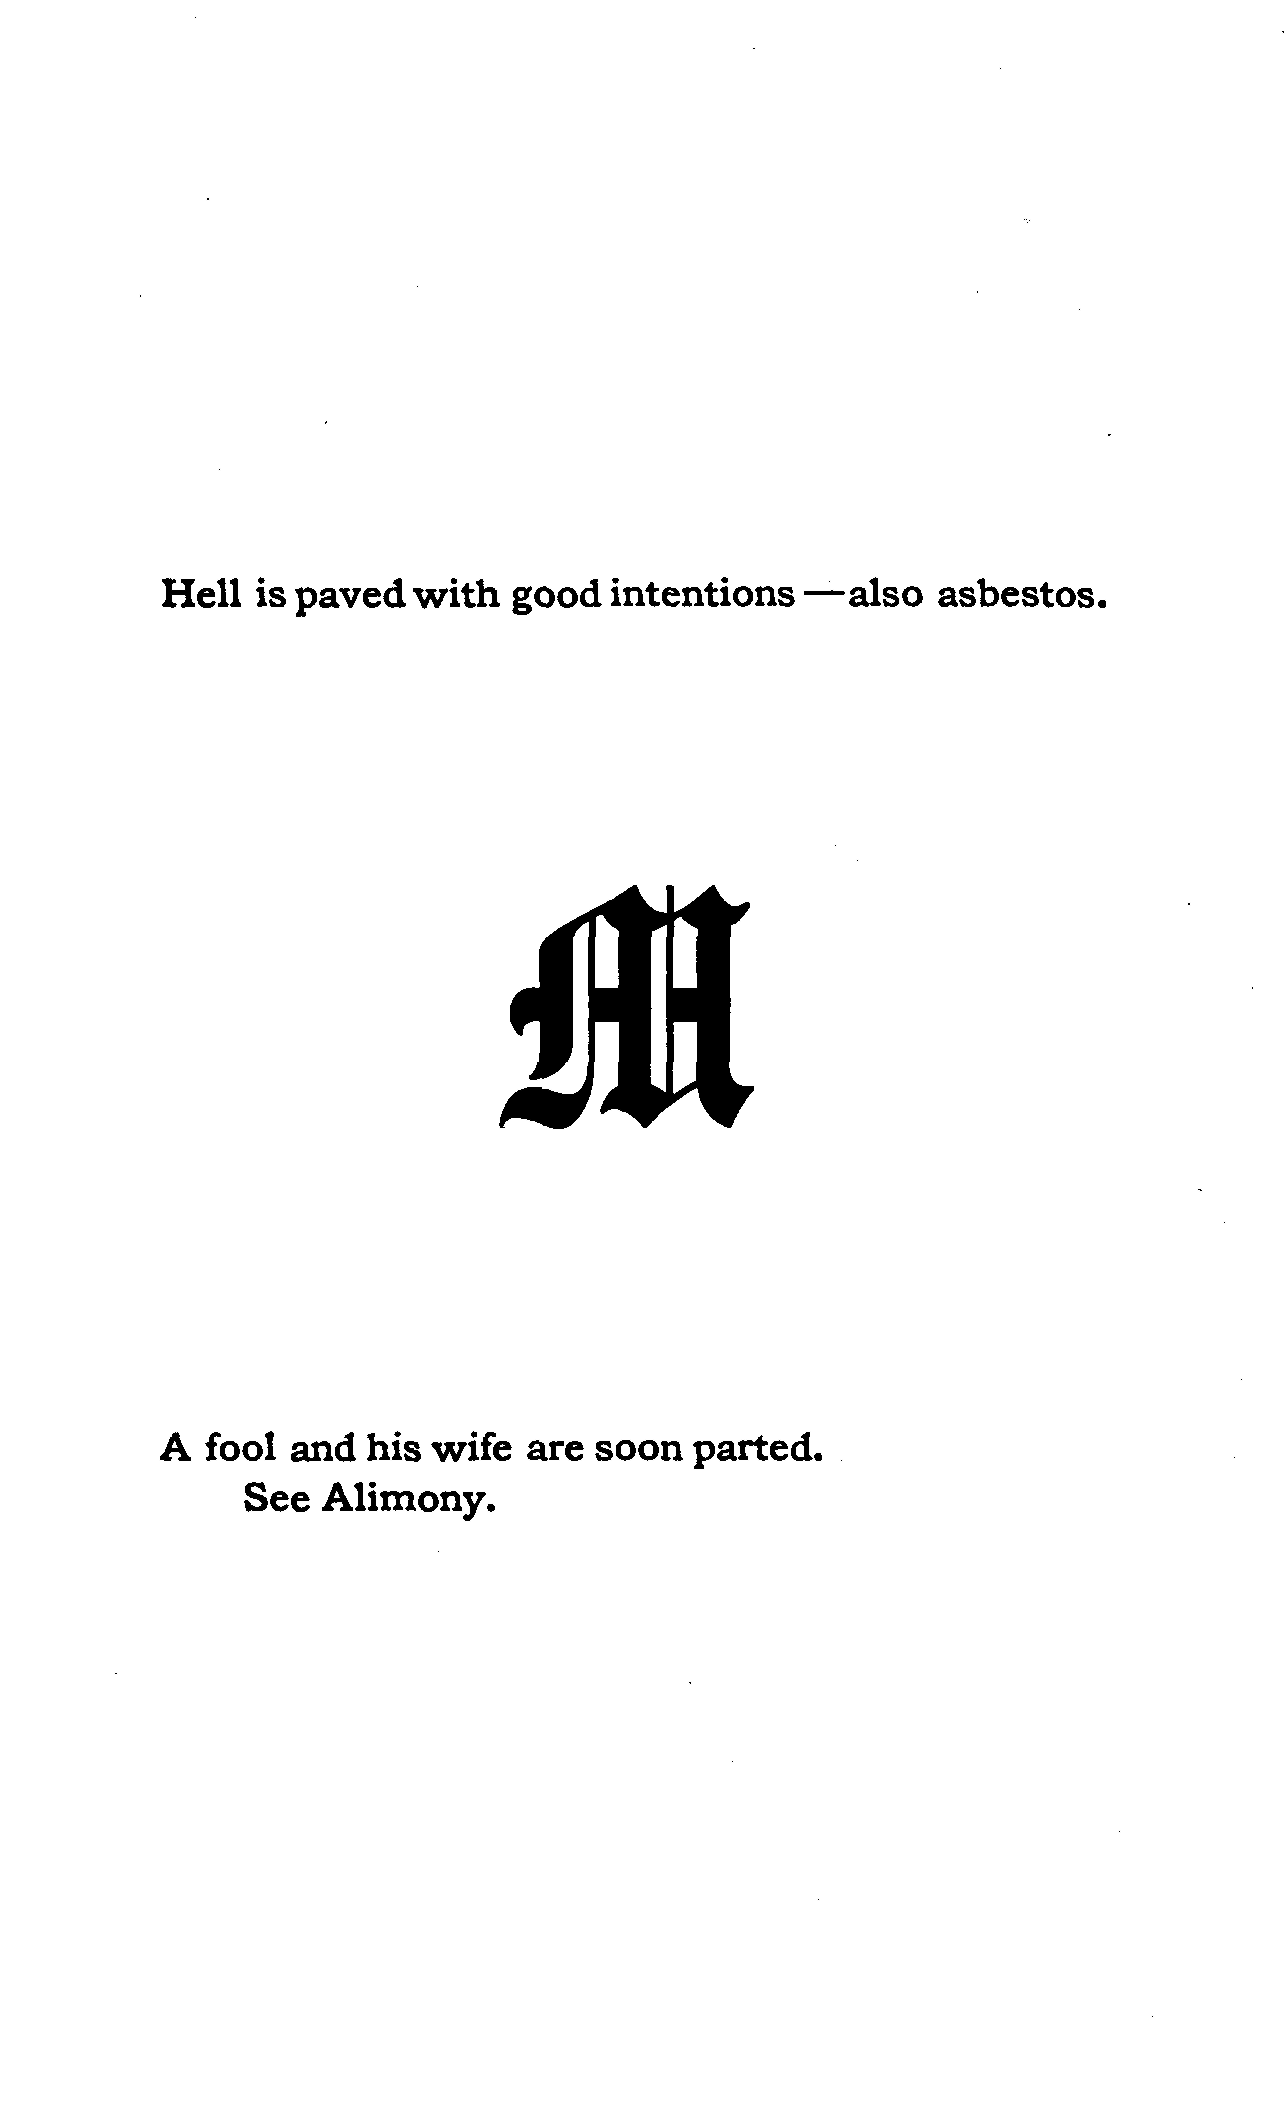 Hell is paved with good intentions—also asbestos.
M
A fool and his wife are soon parted.
See Alimony.